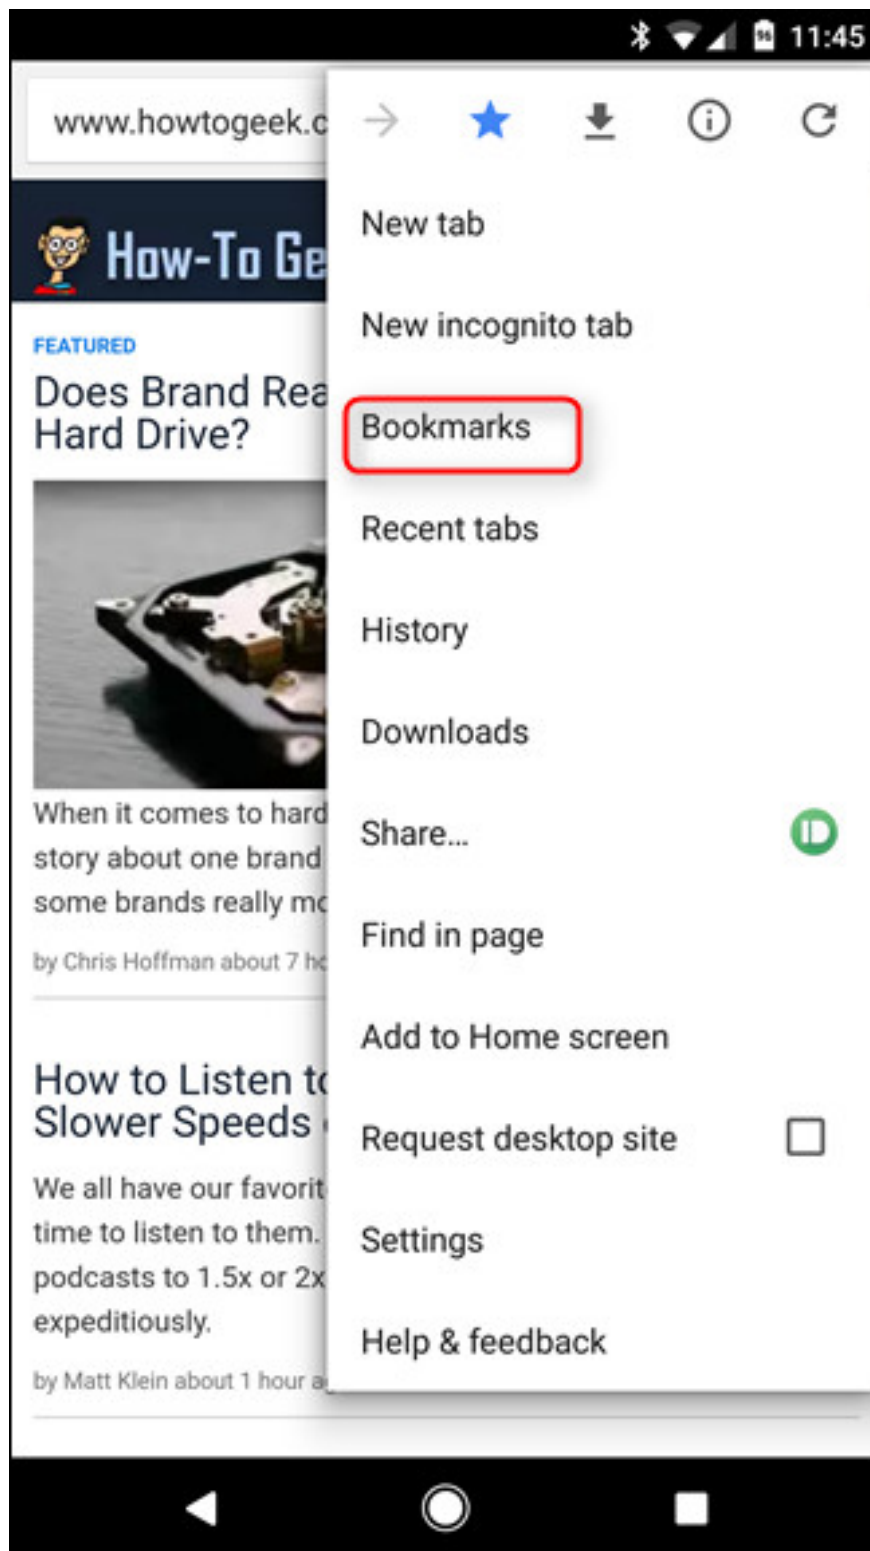 96 11:45
www.howtogeek.c
How-To Ge
FEATURED
Does Brand Rea
Hard Drive?
When it comes to hard
story about one brand
some brands really mo
by Chris Hoffman about 7 ho
How to Listen to
Slower Speeds
We all have our favorit
time to listen to them.
podcasts to 1.5x or 2x
expeditiously.
by Matt Klein about 1 hour a
New tab
New incognito tab
Bookmarks
Recent tabs
History
Downloads
Share...
Find in page
Add to Home screen
Request desktop site
Settings
Help & feedback